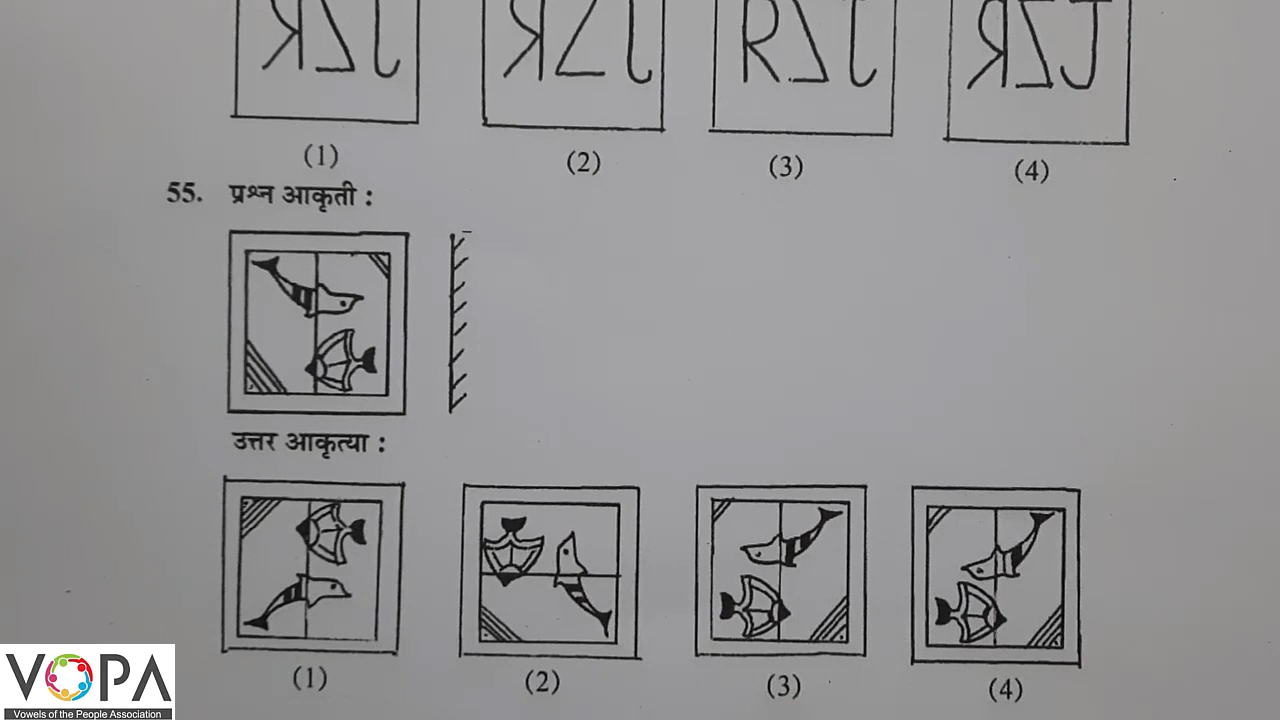 (1) (2) (3) (4)
55. प्रश्न आकृती :
उत्तर आकृत्या :
(1) (2) (3) (4)
VOPA
Vowels of the People Association